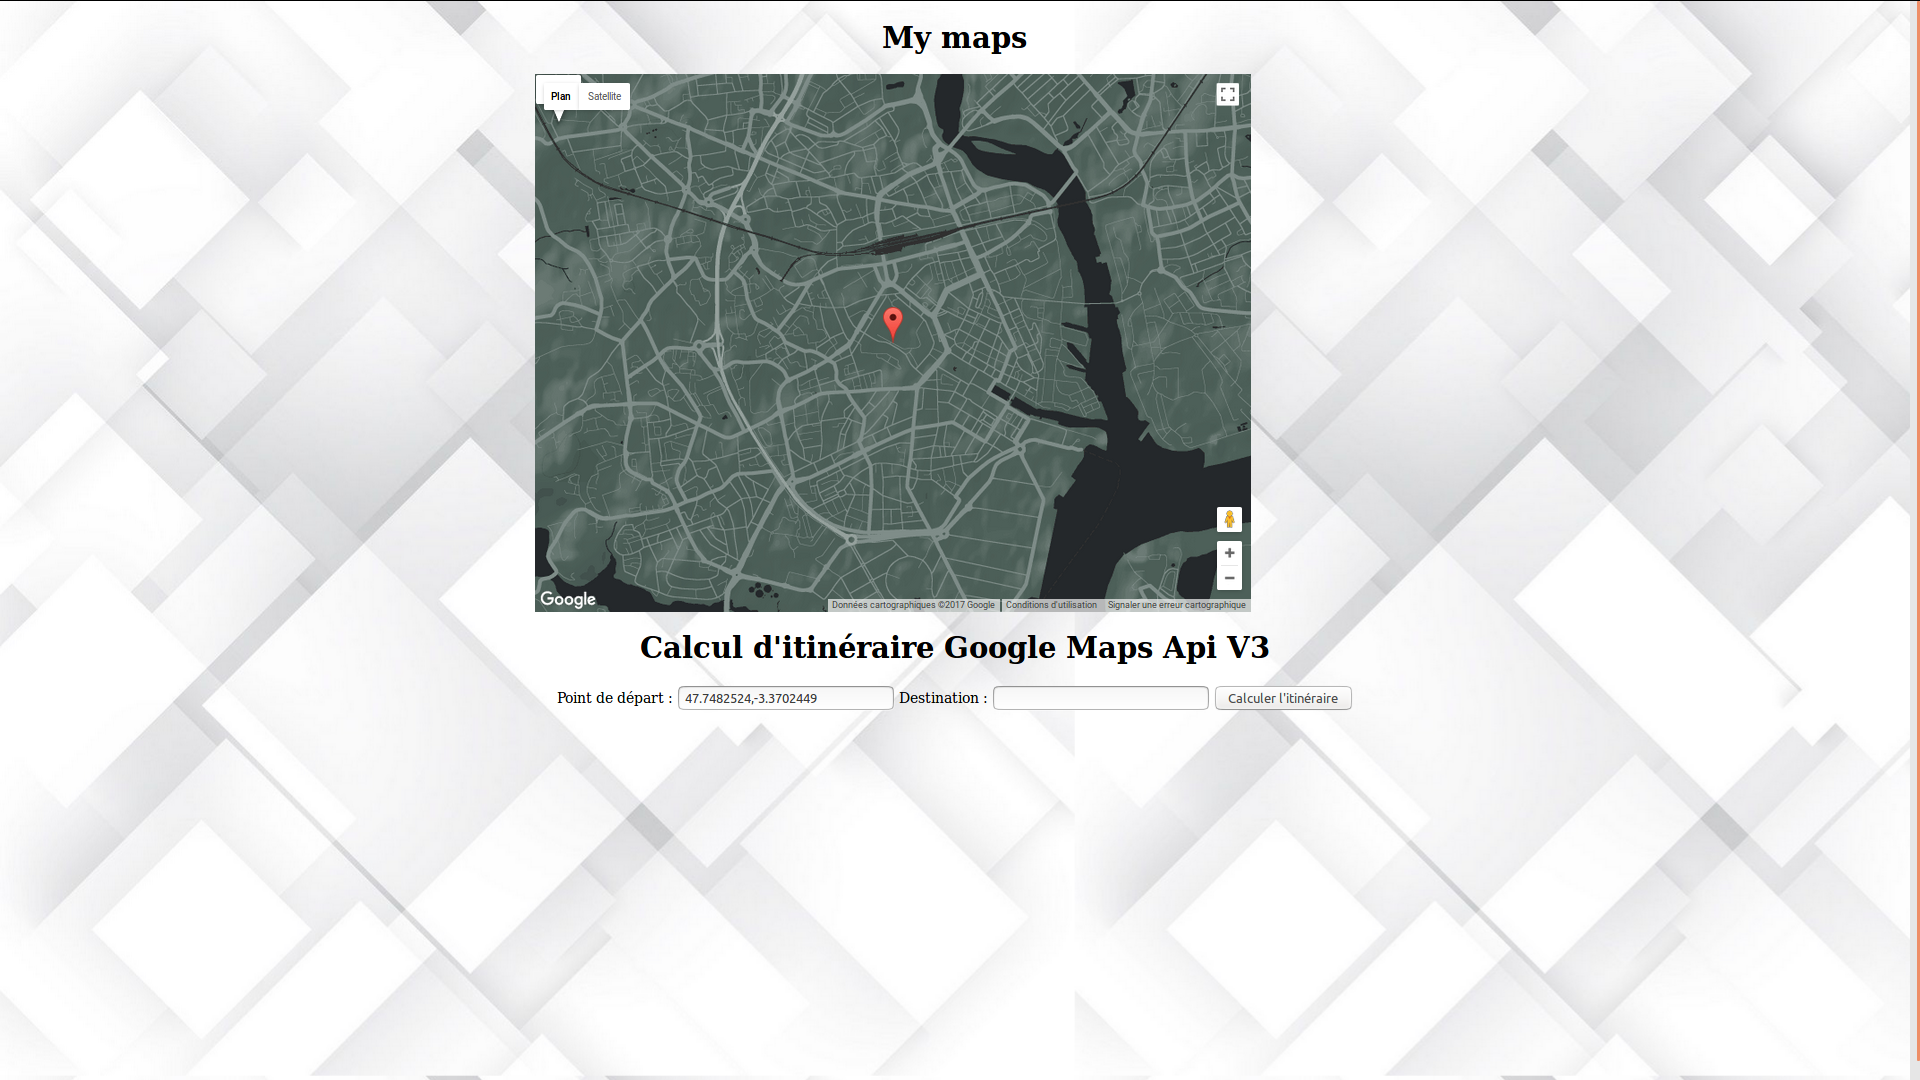 My maps
Plan Satellite
Google
Données cartographiques ©2017 Google Conditions d'utilisation Signaler une erreur cartographique
Calcul d'itinéraire Google Maps Api V3
Point de départ : 47.7482524,-3.3702449 Destination : Calculer l'itinéraire